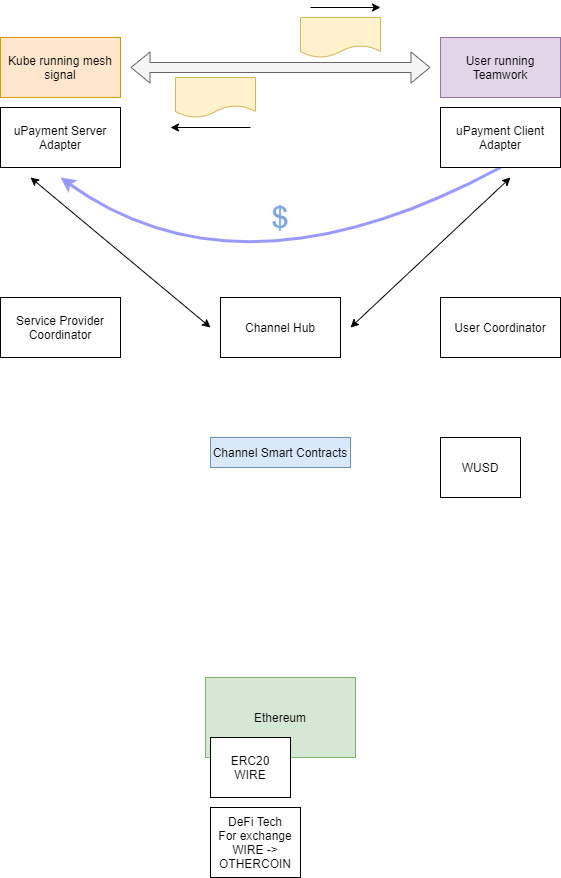 Kube running mesh
signal
User running
Teamwork
uPayment Server
Adapter
uPayment Client
Adapter
$
Service Provider
Coordinator
Channel Hub
User Coordinator
Channel Smart Contracts
WUSD
Ethereum
ERC20
WIRE
DeFi Tech
For exchange
WIRE ->
OTHERCOIN